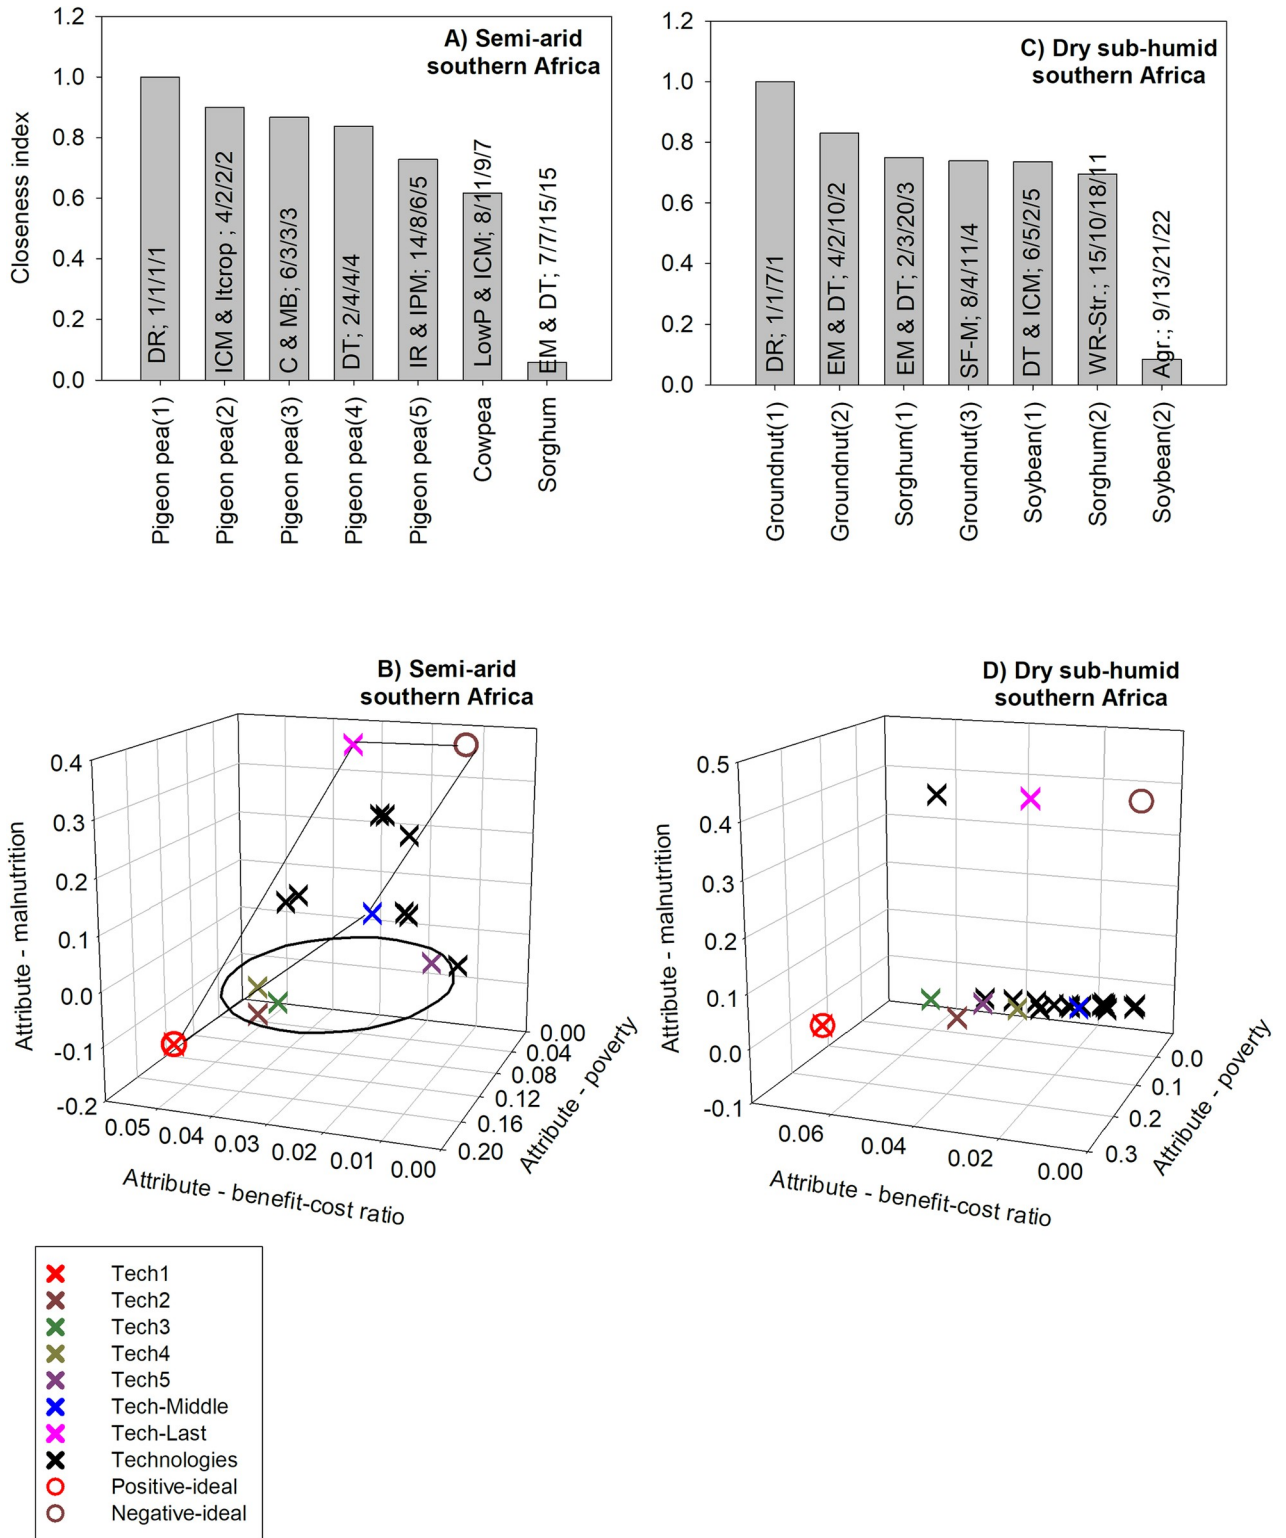 A) Semi-arid
southern Africa
Closeness index
1.2
1.0
0.8
0.6
0.4
0.2
0.0
DR; 1/1/1/1
ICM & Itcrop ; 4/2/2/2
C & MB; 6/3/3/3
DT; 2/4/4/4
IR & IPM; 14/8/6/5
LowP & ICM; 8/11/9/7
EM & DT; 7/7/15/15
Pigeon pea(1)
Pigeon pea(2)
Pigeon pea(3)
Pigeon pea(4)
Pigeon pea(5)
Cowpea
Sorghum
C) Dry sub-humid
southern Africa
1.2
1.0
0.8
0.6
0.4
0.2
0.0
DR; 1/1/7/1
EM & DT; 4/2/10/2
EM & DT; 2/3/20/3
SF-M; 8/4/11/4
DT & ICM; 6/5/2/5
WR-Str.; 15/10/18/11
Agr.; 9/13/21/22
Groundnut(1)
Groundnut(2)
Sorghum(1)
Groundnut(3)
Soybean(1)
Sorghum(2)
Soybean(2)
B) Semi-arid
southern Africa
Attribute - malnutrition
0.4
0.3
0.2
0.1
0.0
-0.1
-0.2
0.05
0.04
0.03
0.02
0.01
0.00
Attribute - benefit-cost ratio
0.00
0.04
0.08
0.12
0.16
0.20
Attribute - poverty
D) Dry sub-humid
southern Africa
Attribute - malnutrition
0.5
0.4
0.3
0.2
0.1
0.0
-0.1
0.06
0.04
0.02
0.00
Attribute - benefit-cost ratio
0.0
0.1
0.2
0.3
Attribute - poverty
Tech1
Tech2
Tech3
Tech4
Tech5
Tech-Middle
Tech-Last
Technologies
Positive-ideal
Negative-ideal